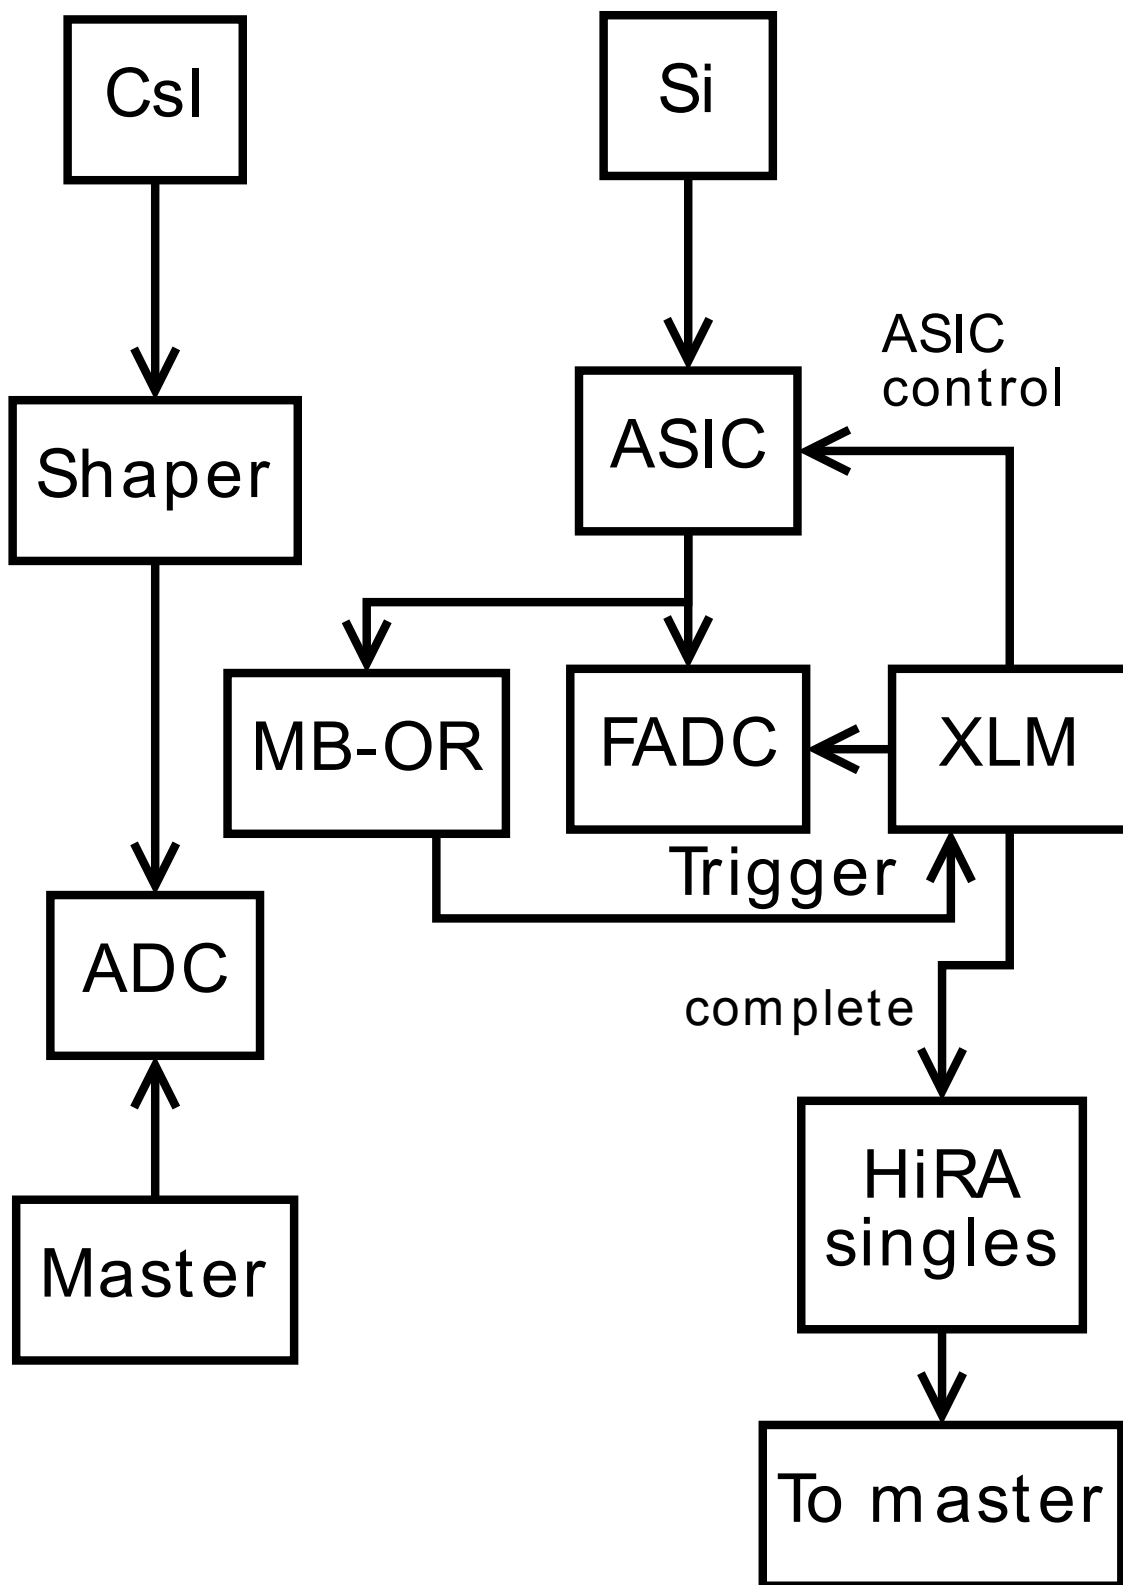 CsI
Si
ASIC
control
ASIC
Shaper
MB-OR
FADC
XLM
Trigger
ADC
complete
HiRA
singles
Master
To master